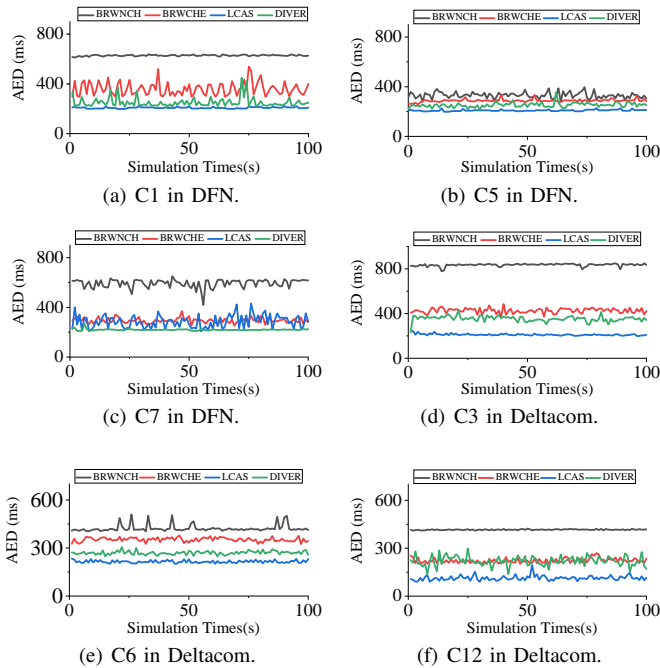 BRWNCH BRWCHE LCAS DIVER
AED (ms)
800
400
0
0 50 100
Simulation Times(s)
(a) C1 in DFN.
BRWNCH BRWCHE LCAS DIVER
AED (ms)
800
400
0
0 50 100
Simulation Times(s)
(b) C5 in DFN.
BRWNCH BRWCHE LCAS DIVER
AED (ms)
800
400
0
0 50 100
Simulation Times(s)
(c) C7 in DFN.
BRWNCH BRWCHE LCAS DIVER
AED (ms)
800
400
0
0 50 100
Simulation Times(s)
(d) C3 in Deltacom.
BRWNCH BRWCHE LCAS DIVER
AED (ms)
600
300
0
0 50 100
Simulation Times(s)
(e) C6 in Deltacom.
BRWNCH BRWCHE LCAS DIVER
AED (ms)
600
300
0
0 50 100
Simulation Times(s)
(f) C12 in Deltacom.